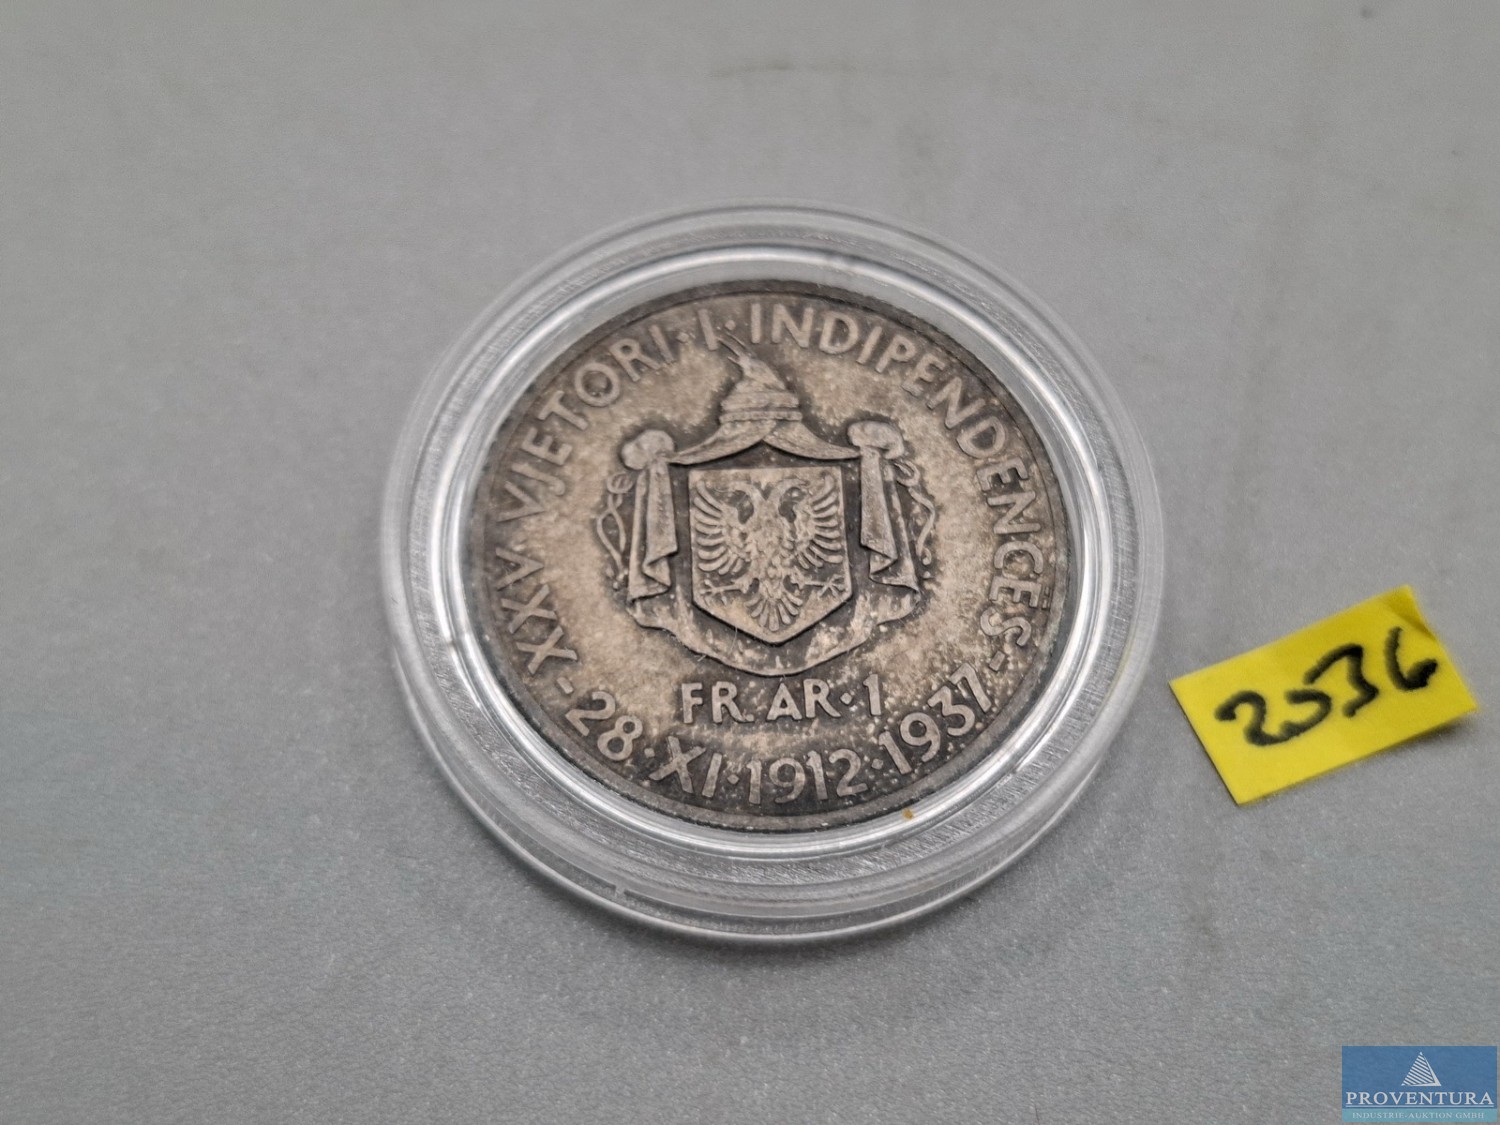 XXV. VJETORI · I · INDIPENDENCËS -
- 28 · XI · 1912 · 1937 -
FR. AR · 1
2536
PROVENTURA
INDUSTRIE-AUKTION GMBH